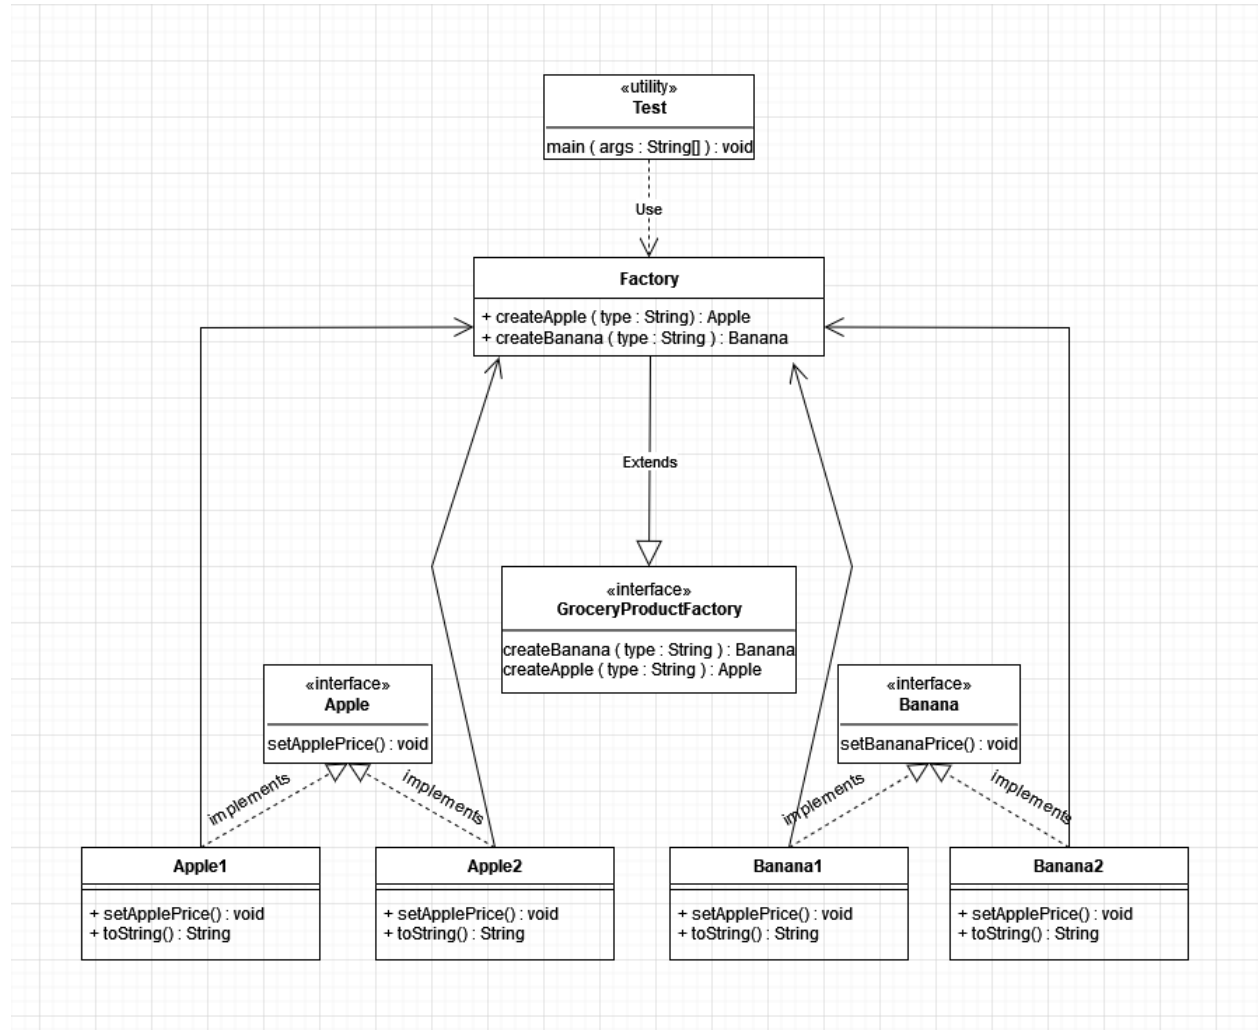 «utility»
Test
main ( args : String[] ) : void
Use
Factory
+ createApple ( type : String) : Apple
+ createBanana ( type : String ) : Banana
Extends
«interface»
GroceryProductFactory
createBanana ( type : String ) : Banana
createApple ( type : String ) : Apple
«interface»
Apple
setApplePrice() : void
«interface»
Banana
setBananaPrice() : void
implements
implements
implements
implements
Apple1
+ setApplePrice() : void
+ toString() : String
Apple2
+ setApplePrice() : void
+ toString() : String
Banana1
+ setApplePrice() : void
+ toString() : String
Banana2
+ setApplePrice() : void
+ toString() : String